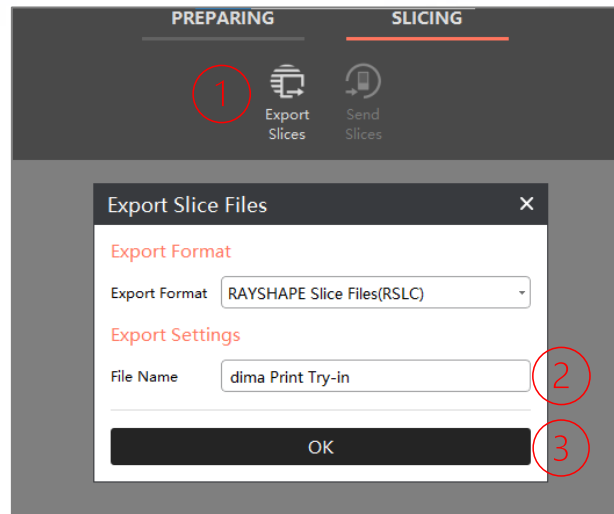 PREPARING SLICING
1
Export Slices
Send Slices
Export Slice Files ×
Export Format
Export Format RAYSHAPE Slice Files(RSLC)
Export Settings
File Name dima Print Try-in
2
OK
3